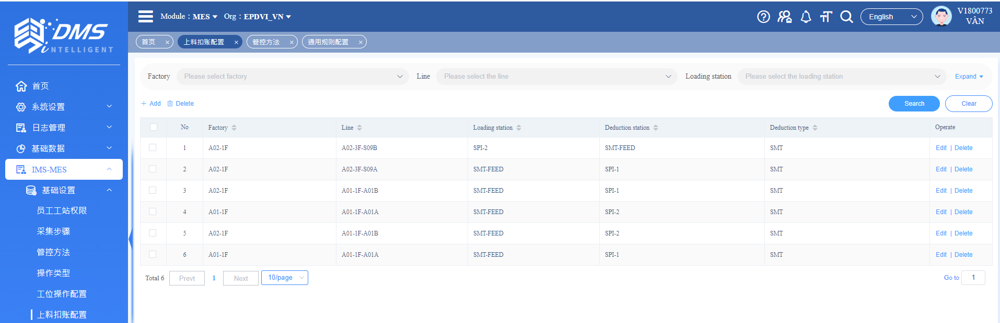 DMS
iNTELLIGENT
Module : MES Org : EPDVI_VN
English
V1800773
VÂN
首页 × 上料扣账配置 × 管控方法 × 通用规则配置 ×
首页
系统设置
日志管理
基础数据
IMS-MES
基础设置
员工工站权限
采集步骤
管控方法
操作类型
工位操作配置
上料扣账配置
Factory Please select factory Line Please select the line Loading station Please select the loading station Expand
+ Add Delete Search Clear
No Factory Line Loading station Deduction station Deduction type Operate
1 A02-1F A02-3F-S09B SPI-2 SMT-FEED SMT Edit | Delete
2 A02-1F A02-3F-S09A SMT-FEED SPI-1 SMT Edit | Delete
3 A02-1F A01-1F-A01B SMT-FEED SPI-1 SMT Edit | Delete
4 A01-1F A01-1F-A01A SMT-FEED SPI-2 SMT Edit | Delete
5 A02-1F A01-1F-A01B SMT-FEED SPI-2 SMT Edit | Delete
6 A01-1F A01-1F-A01A SMT-FEED SPI-1 SMT Edit | Delete
Total 6 Prevt 1 Next 10/page Go to 1